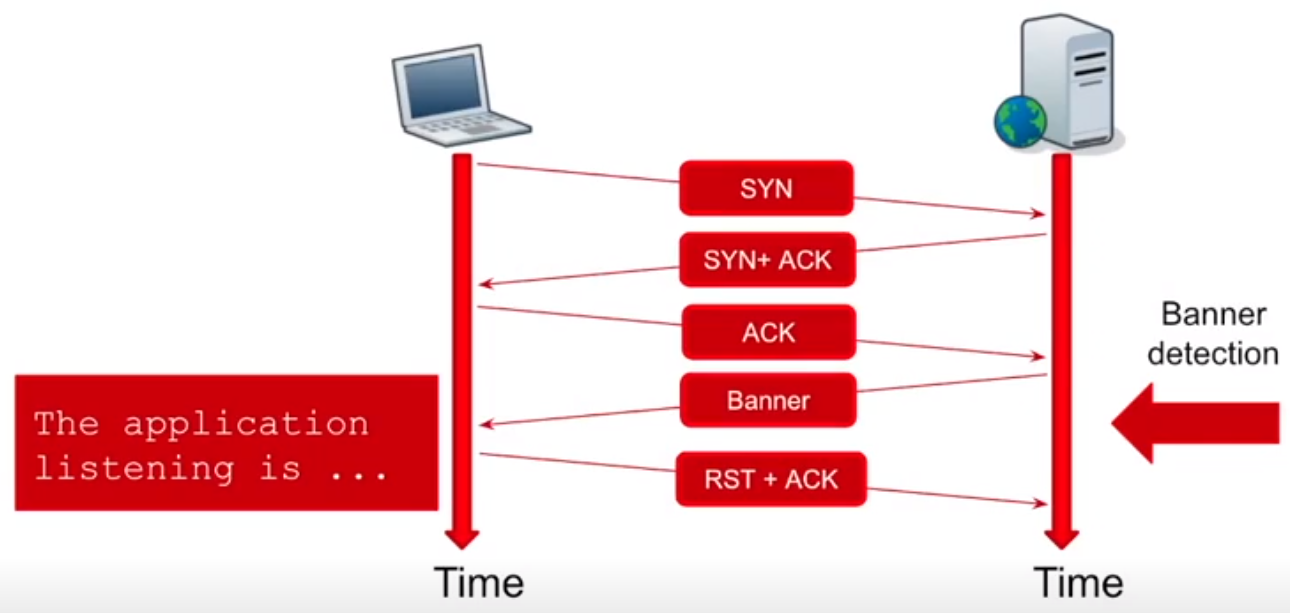 SYN
SYN+ ACK
ACK
Banner
detection
Banner
The application
listening is ...
RST + ACK
Time
Time